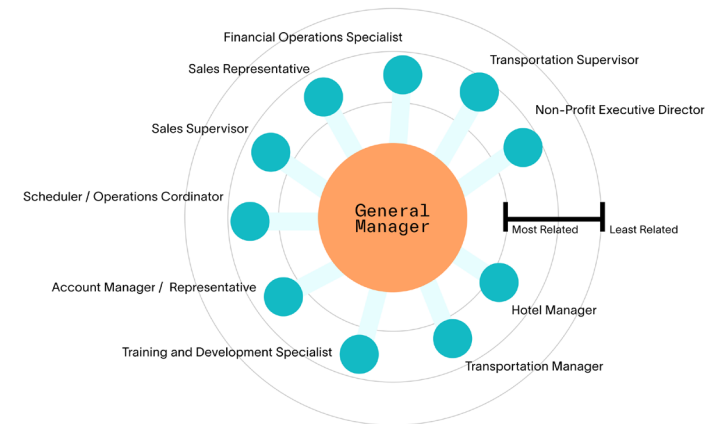 Financial Operations Specialist
Transportation Supervisor
Sales Representative
Non-Profit Executive Director
Sales Supervisor
Scheduler / Operations Cordinator
General
Manager
Most Related
Least Related
Account Manager / Representative
Hotel Manager
Training and Development Specialist
Transportation Manager